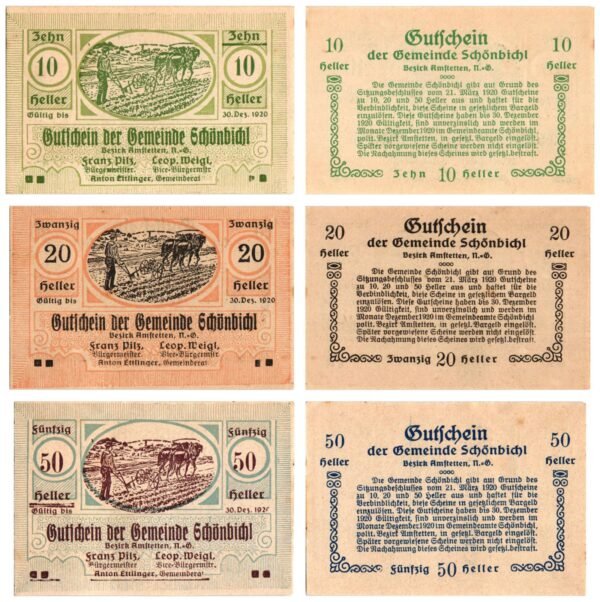 Zehn Zehn
10 10
Heller Heller
Gültig bis 30. Dez. 1920
Gutschein der Gemeinde Schönbichl
Bezirk Amstetten, N.-Ö.
Franz Pilz, Leop. Weigl,
Bürgermeister. Vice-Bürgermstr
Anton Ettlinger, Gemeinderat
10 Gutschein 10
Heller der Gemeinde Schönbichl Heller
Bezirk Amstetten, N.-Ö.
Die Gemeinde Schönbichl gibt auf Grund des
Sitzungsbeschlusses vom 21. März 1920 Gutscheine
zu 10, 20 und 50 Heller aus und haftet für die
Verbindlichkeit, diese Scheine in gesetzlichem Bargeld
einzulösen. Diese Gutscheine haben bis 30. Dezember
1920 Gültigkeit, sind unverzinslich und werden im
Monate Dezember 1920 im Gemeindeamte Schönbichl,
polit. Bezirk Amstetten, in gesetzl. Bargeld eingelöst.
Später vorgewiesene Scheine werden nicht eingelöst.
Die Nachahmung dieses Scheines wird gesetzl. bestraft.
Zehn 10 Heller
Zwanzig Zwanzig
20 20
Heller Heller
Gültig bis 30. Dez. 1920
Gutschein der Gemeinde Schönbichl
Bezirk Amstetten, N.-Ö.
Franz Pilz, Leop. Weigl,
Bürgermeister. Vice-Bürgermstr
Anton Ettlinger, Gemeinderat
20 Gutschein 20
Heller der Gemeinde Schönbichl Heller
Bezirk Amstetten, N.-Ö.
Die Gemeinde Schönbichl gibt auf Grund des
Sitzungsbeschlusses vom 21. März 1920 Gutscheine
zu 10, 20 und 50 Heller aus und haftet für die
Verbindlichkeit, diese Scheine in gesetzlichem Bargeld
einzulösen. Diese Gutscheine haben bis 30. Dezember
1920 Gültigkeit, sind unverzinslich und werden im
Monate Dezember 1920 im Gemeindeamte Schönbichl,
polit. Bezirk Amstetten, in gesetzl. Bargeld eingelöst.
Später vorgewiesene Scheine werden nicht eingelöst.
Die Nachahmung dieses Scheines wird gesetzl. bestraft.
Zwanzig 20 Heller
Fünfzig Fünfzig
50 50
Heller Heller
Gültig bis 30. Dez. 192
Gutschein der Gemeinde Schönbichl
Bezirk Amstetten, N.-Ö.
Franz Pilz, Leop. Weigl,
Bürgermeister Vice-Bürgermstr.
Anton Ettlinger, Gemeinderat
50 Gutschein 50
Heller der Gemeinde Schönbichl Heller
Bezirk Amstetten, N.-Ö.
Die Gemeinde Schönbichl gibt auf Grund des
Sitzungsbeschlusses vom 21. März 1920 Gutscheine
zu 10, 20 und 50 Heller aus und haftet für die
Verbindlichkeit, diese Scheine in gesetzlichem Bargeld
einzulösen. Diese Gutscheine haben bis 30. Dezember
1920 Gültigkeit, sind unverzinslich und werden im
Monate Dezember 1920 im Gemeindeamte Schönbichl,
polit. Bezirk Amstetten, in gesetzl. Bargeld eingelöst.
Später vorgewiesene Scheine werden nicht eingelöst.
Die Nachahmung dieses Scheines wird gesetzl. bestraft.
Fünfzig 50 Heller